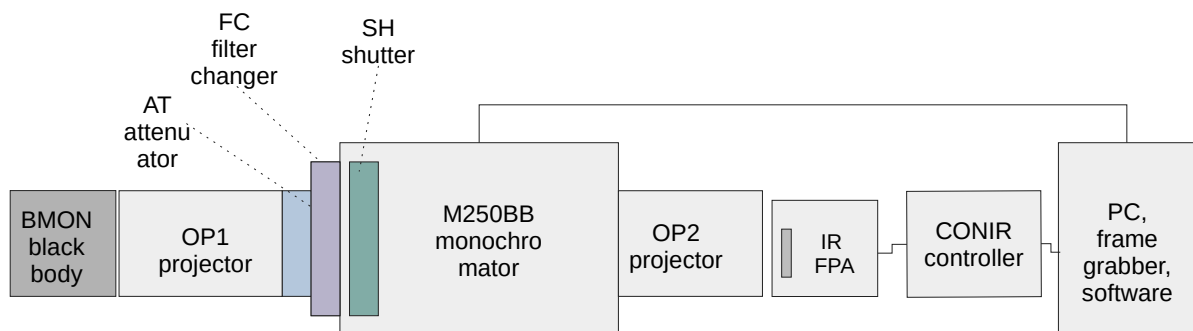 FC
filter
changer
SH
shutter
AT
attenu
ator
BMON
black
body
OP1
projector
M250BB
monochro
mator
OP2
projector
IR
FPA
CONIR
controller
PC,
frame
grabber,
software